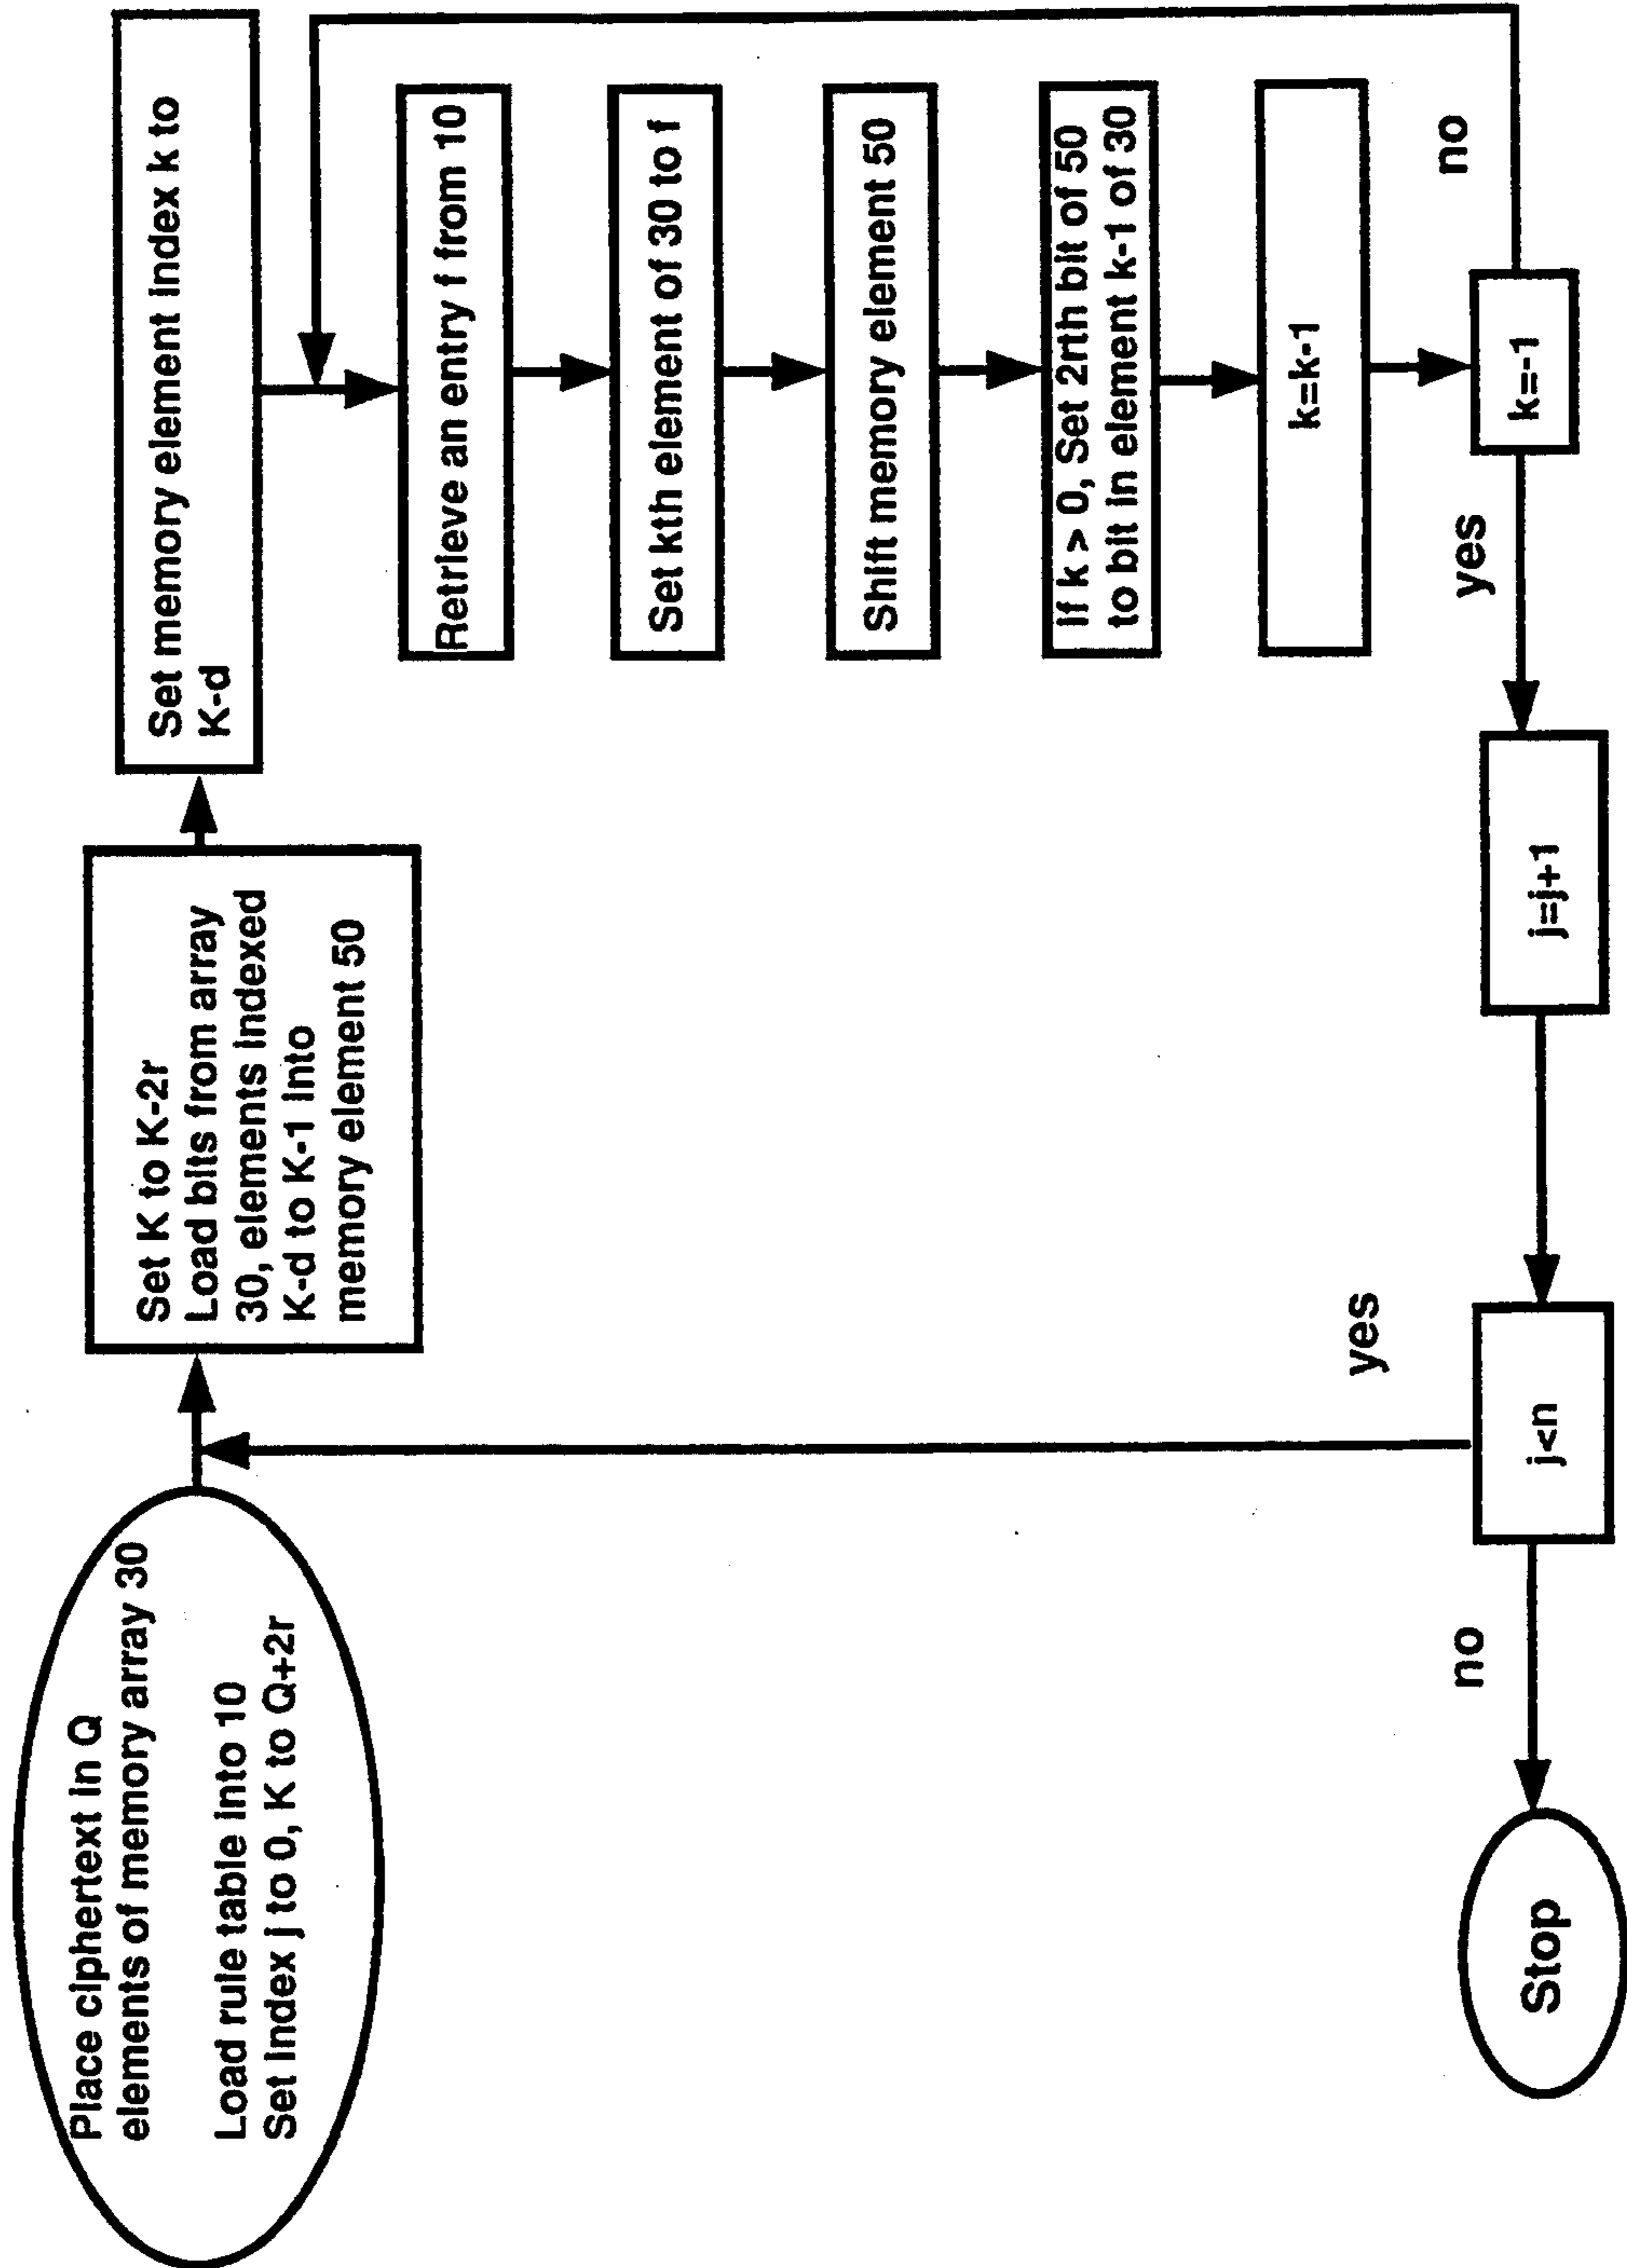 Place ciphertext in Q
elements of memory array 30
Load rule table into 10
Set index j to 0, K to Q+2r
Set K to K-2r
Load bits from array
30, elements indexed
K-d to K-1 into
memory element 50
Set memory element index k to
K-d
Retrieve an entry f from 10
Set kth element of 30 to f
Shift memory element 50
If k > 0, Set 2rth bit of 50
to bit in element k-1 of 30
k=k-1
k=-1
no
yes
j=j+1
j<n
yes
no
Stop